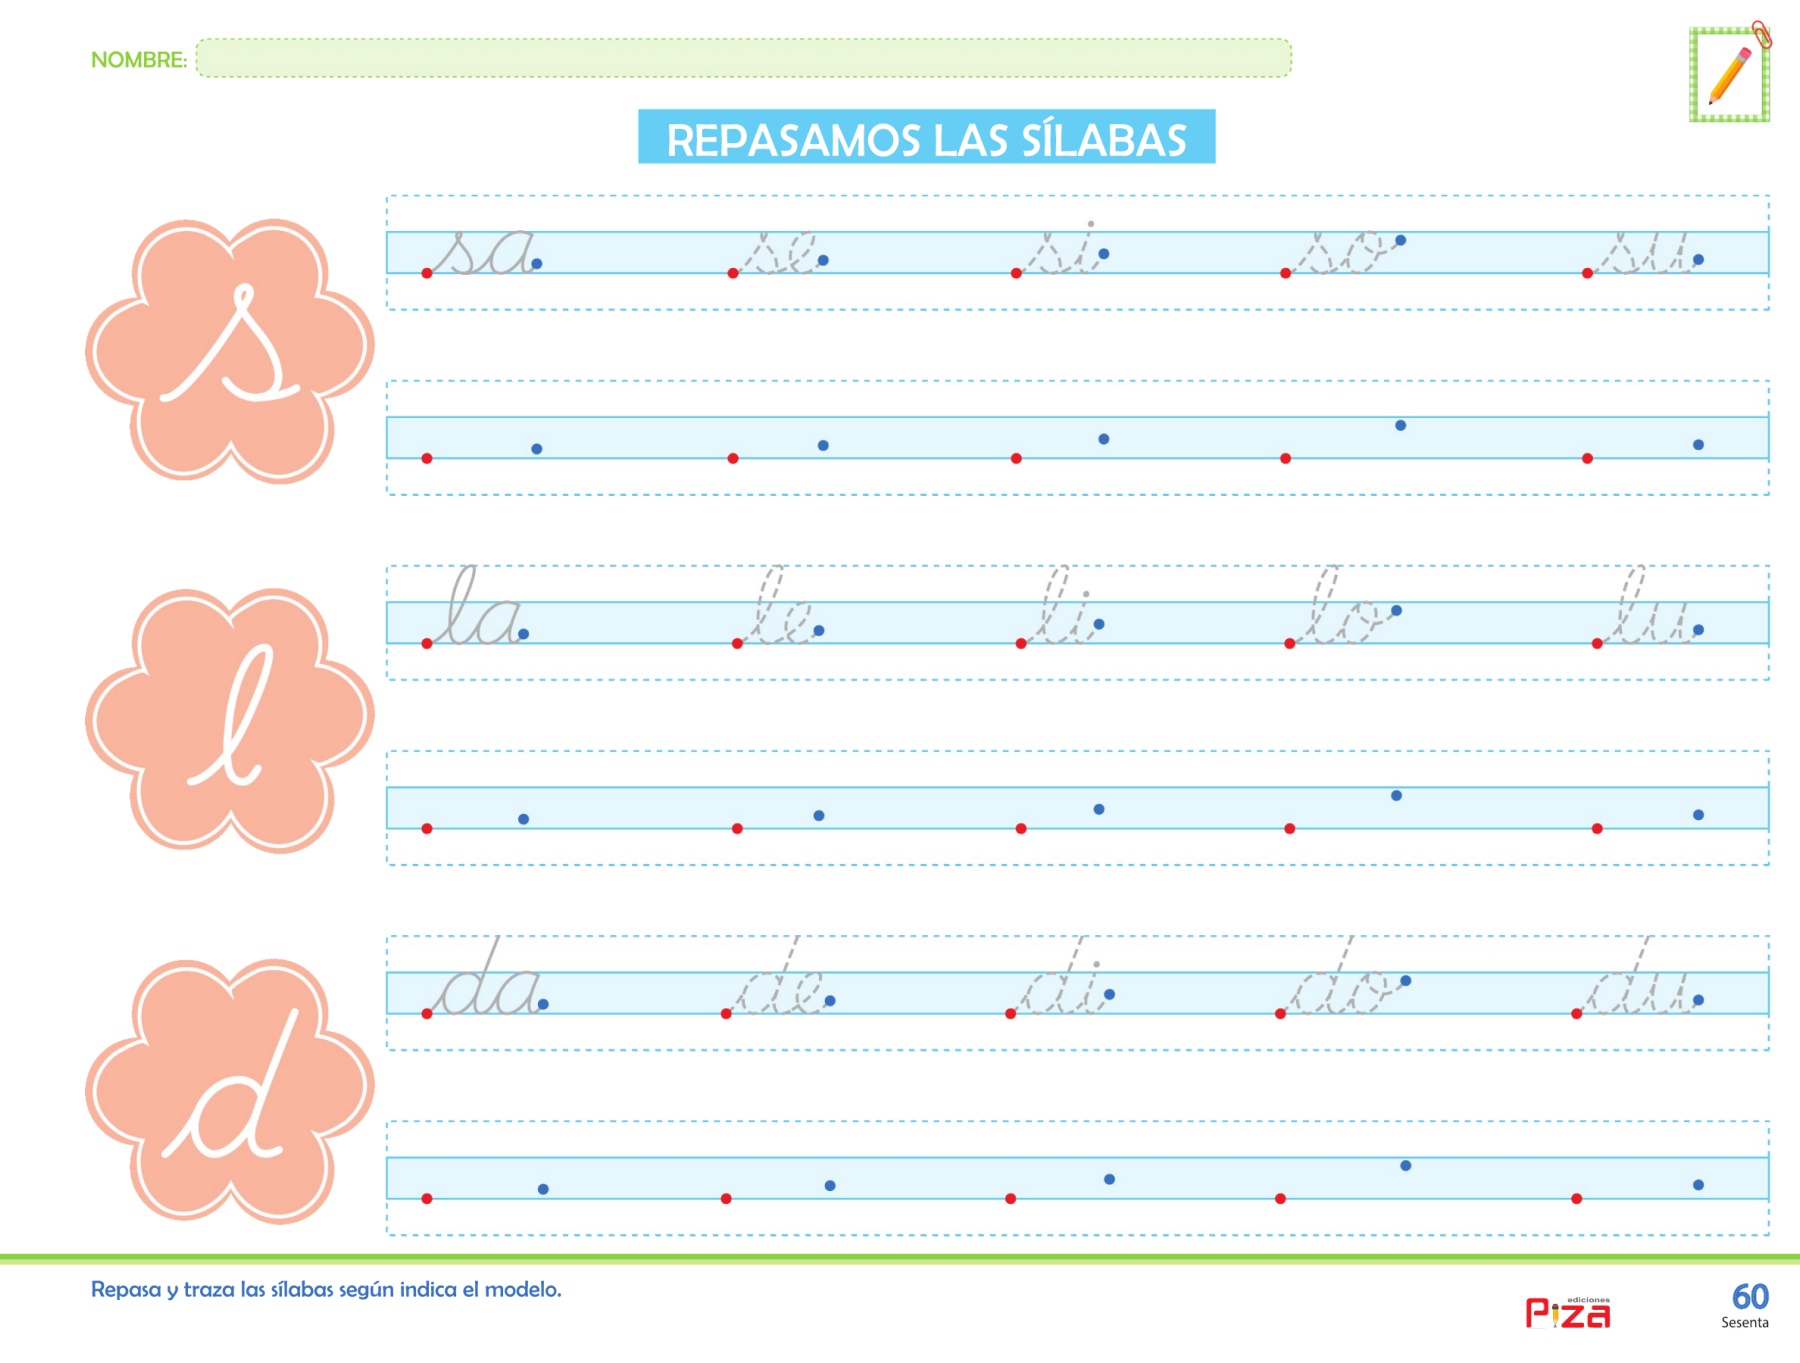 NOMBRE:
REPASAMOS LAS SÍLABAS
s
sa se si so su
l
la le li lo lu
d
da de di do du
Repasa y traza las sílabas según indica el modelo.
ediciones
Piza
60
Sesenta